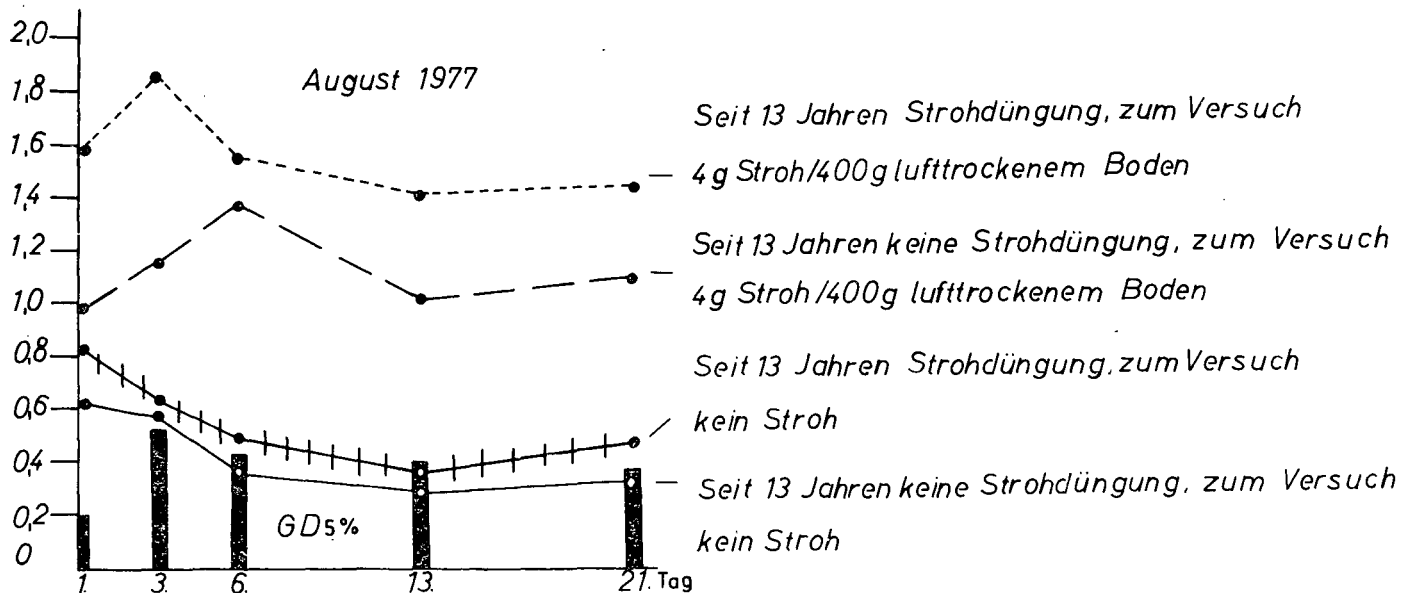 2,0
1,8
1,6
1,4
1,2
1,0
0,8
0,6
0,4
0,2
0
August 1977
GD5%
1. 3. 6. 13. 21. Tag
Seit 13 Jahren Strohdüngung, zum Versuch
4g Stroh/400g lufttrockenem Boden
Seit 13 Jahren keine Strohdüngung, zum Versuch
4g Stroh/400g lufttrockenem Boden
Seit 13 Jahren Strohdüngung, zum Versuch
kein Stroh
Seit 13 Jahren keine Strohdüngung, zum Versuch
kein Stroh